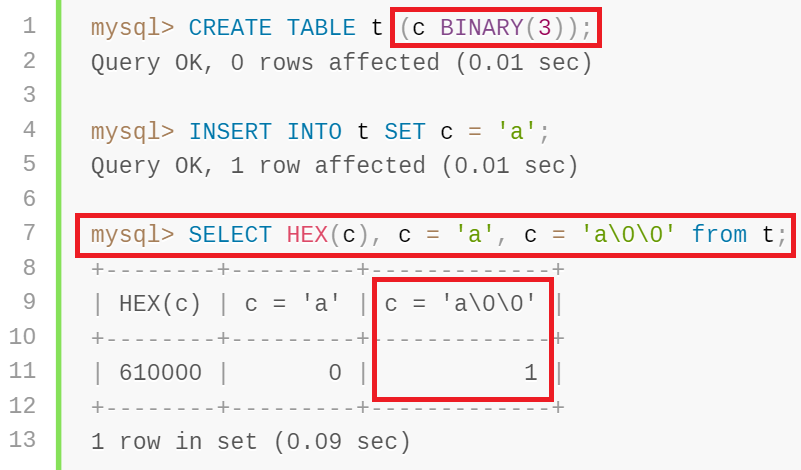 1 mysql> CREATE TABLE t (c BINARY(3));
2 Query OK, 0 rows affected (0.01 sec)
3
4 mysql> INSERT INTO t SET c = 'a';
5 Query OK, 1 row affected (0.01 sec)
6
7 mysql> SELECT HEX(c), c = 'a', c = 'a\0\0' from t;
8 +--------+---------+-------------+
9 | HEX(c) | c = 'a' | c = 'a\0\0' |
10 +--------+---------+-------------+
11 | 610000 |       0 |           1 |
12 +--------+---------+-------------+
13 1 row in set (0.09 sec)